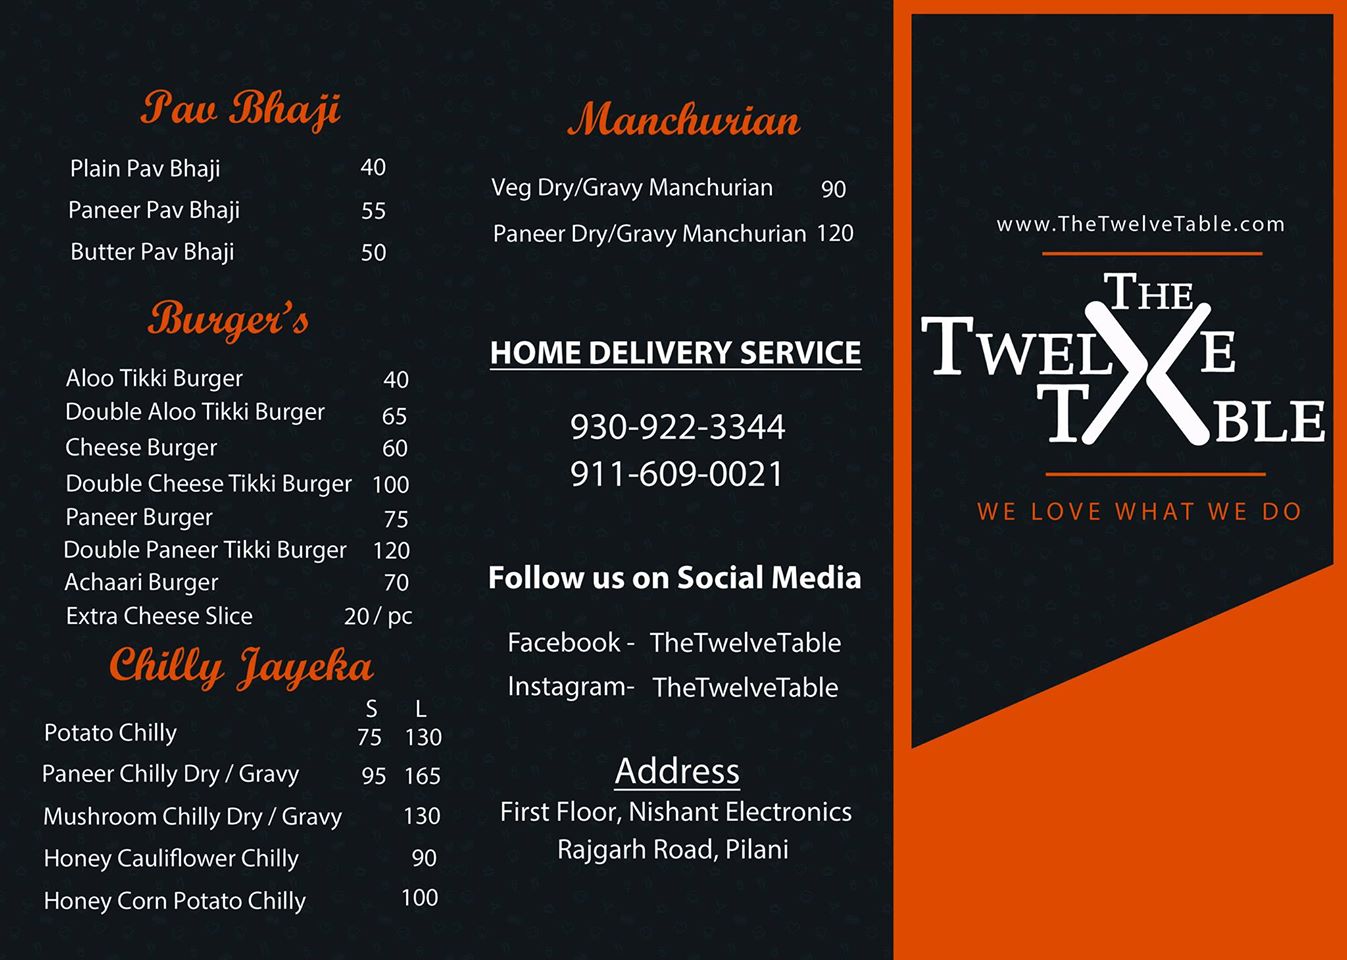 Pav Bhaji
Plain Pav Bhaji 40
Paneer Pav Bhaji 55
Butter Pav Bhaji 50
Burger's
Aloo Tikki Burger 40
Double Aloo Tikki Burger 65
Cheese Burger 60
Double Cheese Tikki Burger 100
Paneer Burger 75
Double Paneer Tikki Burger 120
Achaari Burger 70
Extra Cheese Slice 20 / pc
Chilly Jayeka
S L
Potato Chilly 75 130
Paneer Chilly Dry / Gravy 95 165
Mushroom Chilly Dry / Gravy 130
Honey Cauliflower Chilly 90
Honey Corn Potato Chilly 100
Manchurian
Veg Dry/Gravy Manchurian 90
Paneer Dry/Gravy Manchurian 120
HOME DELIVERY SERVICE
930-922-3344
911-609-0021
Follow us on Social Media
Facebook - TheTwelveTable
Instagram- TheTwelveTable
Address
First Floor, Nishant Electronics
Rajgarh Road, Pilani
www.TheTwelveTable.com
THE
TWELVE
TABLE
WE LOVE WHAT WE DO